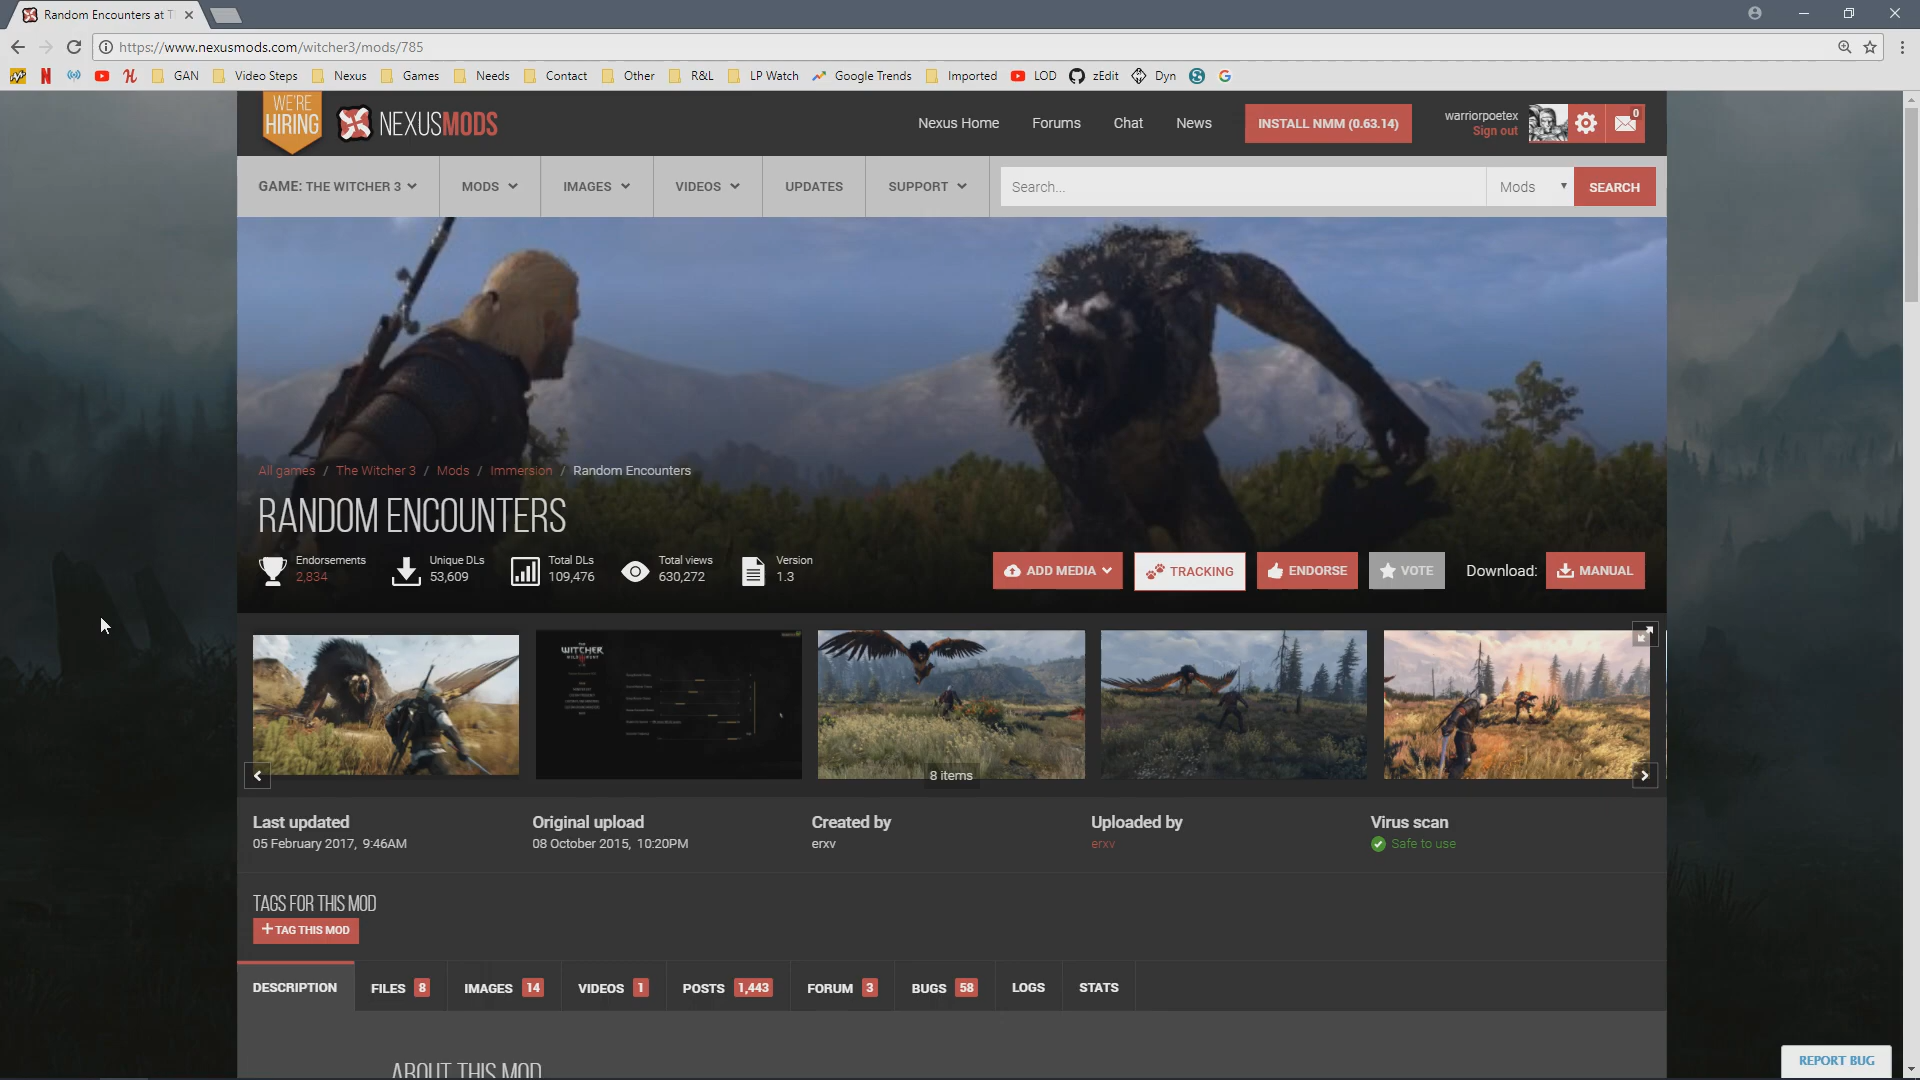 Random Encounters at T
https://www.nexusmods.com/witcher3/mods/785
GAN Video Steps Nexus Games Needs Contact Other R&L LP Watch Google Trends Imported LOD zEdit Dyn
WE'RE
HIRING
NEXUSMODS
Nexus Home Forums Chat News INSTALL NMM (0.63.14)
warriorpoetex
Sign out
0
GAME: THE WITCHER 3 MODS IMAGES VIDEOS UPDATES SUPPORT Search... Mods SEARCH
All games / The Witcher 3 / Mods / Immersion / Random Encounters
RANDOM ENCOUNTERS
Endorsements Unique DLs Total DLs Total views Version
2,834 53,609 109,476 630,272 1.3
ADD MEDIA TRACKING ENDORSE VOTE Download: MANUAL
WITCHER
8 items
Last updated Original upload Created by Uploaded by Virus scan
05 February 2017, 9:46AM 08 October 2015, 10:20PM erxv erxv Safe to use
TAGS FOR THIS MOD
TAG THIS MOD
DESCRIPTION FILES 8 IMAGES 14 VIDEOS 1 POSTS 1,443 FORUM 3 BUGS 58 LOGS STATS
ABOUT THIS MOD
REPORT BUG